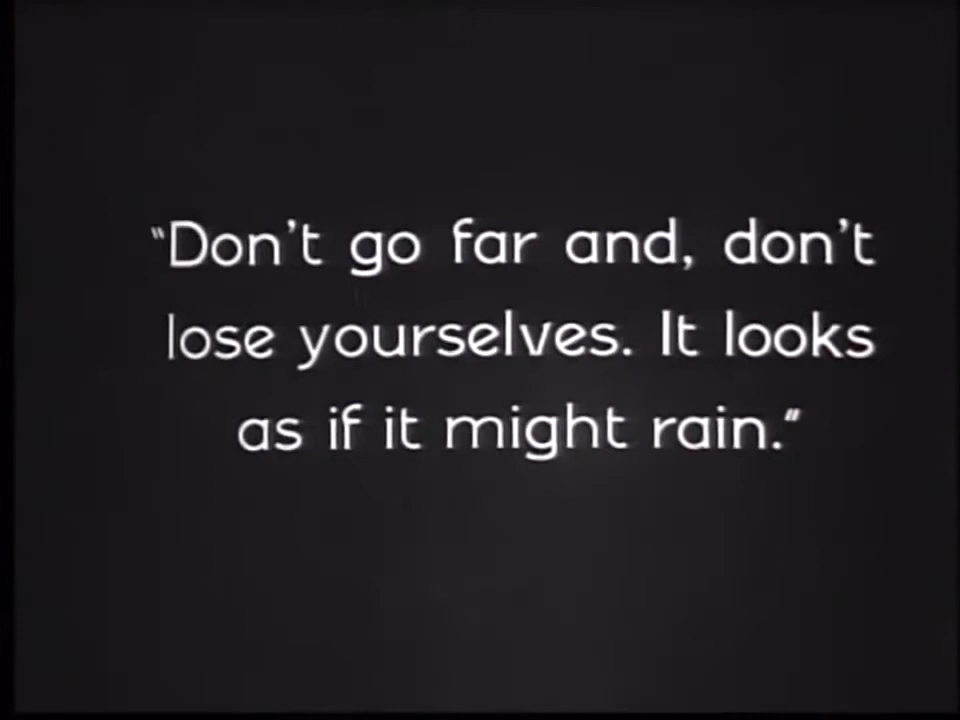 "Don't go far and, don't
lose yourselves. It looks
as if it might rain."